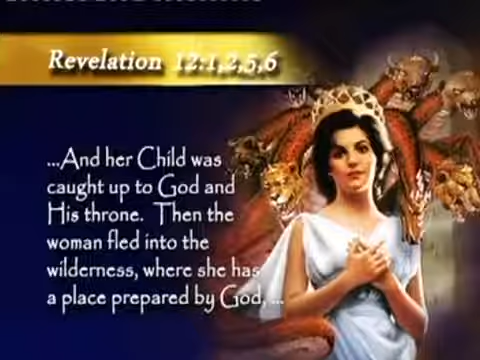 Revelation 12:1,2,5,6
...And her Child was
caught up to God and
His throne. Then the
woman fled into the
wilderness, where she has
a place prepared by God, ...